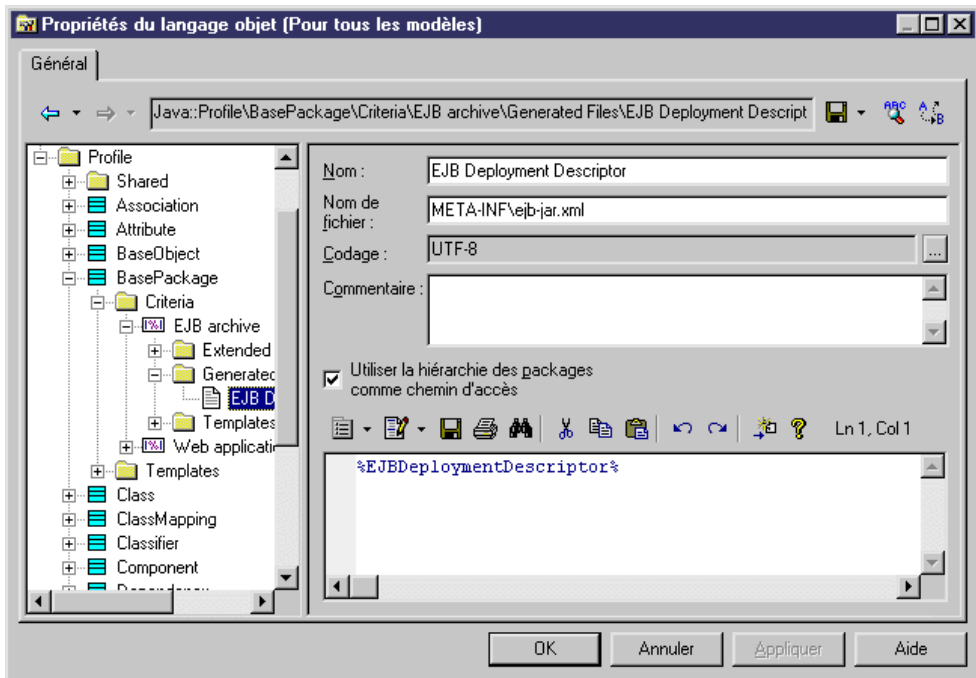 Propriétés du langage objet (Pour tous les modèles)
Général
Java::Profile\BasePackage\Criteria\EJB archive\Generated Files\EJB Deployment Descript
Profile
Shared
Association
Attribute
BaseObject
BasePackage
Criteria
EJB archive
Extended
Generated
EJB D
Templates
Web applicati
Templates
Class
ClassMapping
Classifier
Component
Dependency
Nom :
EJB Deployment Descriptor
Nom de
fichier :
META-INF\ejb-jar.xml
Codage :
UTF-8
...
Commentaire :
Utiliser la hiérarchie des packages
comme chemin d'accès
Ln 1, Col 1
%EJBDeploymentDescriptor%
OK
Annuler
Appliquer
Aide